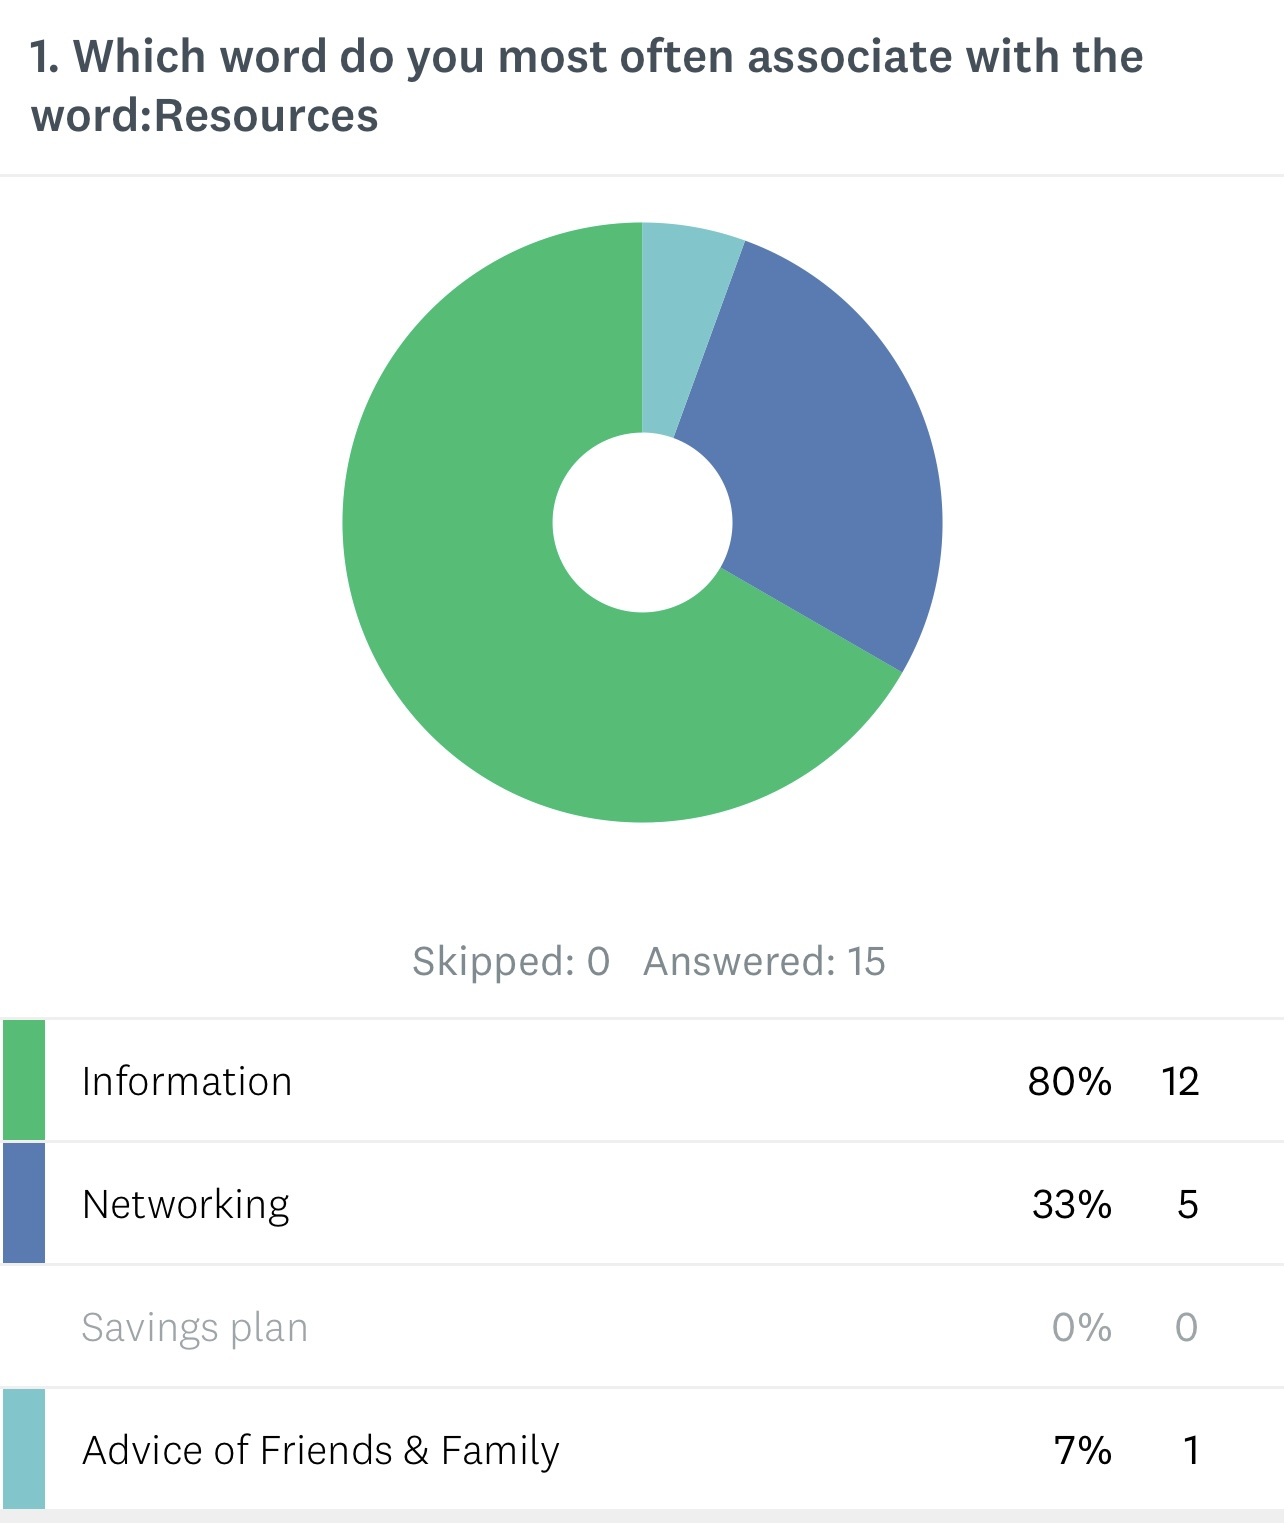 1. Which word do you most often associate with the
word:Resources
Skipped: 0 Answered: 15
Information 80% 12
Networking 33% 5
Savings plan 0% 0
Advice of Friends & Family 7% 1